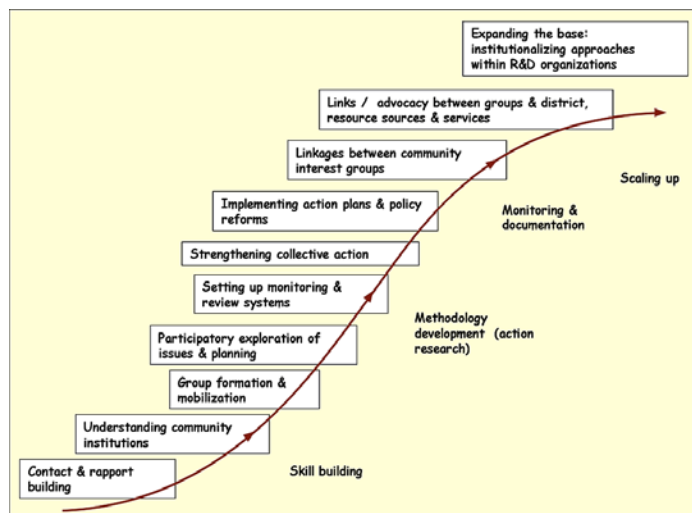 Expanding the base:
institutionalizing approaches
within R&D organizations
Links / advocacy between groups & district,
resource sources & services
Linkages between community
interest groups
Scaling up
Implementing action plans & policy
reforms
Monitoring &
documentation
Strengthening collective action
Setting up monitoring &
review systems
Methodology
development (action
research)
Participatory exploration of
issues & planning
Group formation &
mobilization
Understanding community
institutions
Skill building
Contact & rapport
building